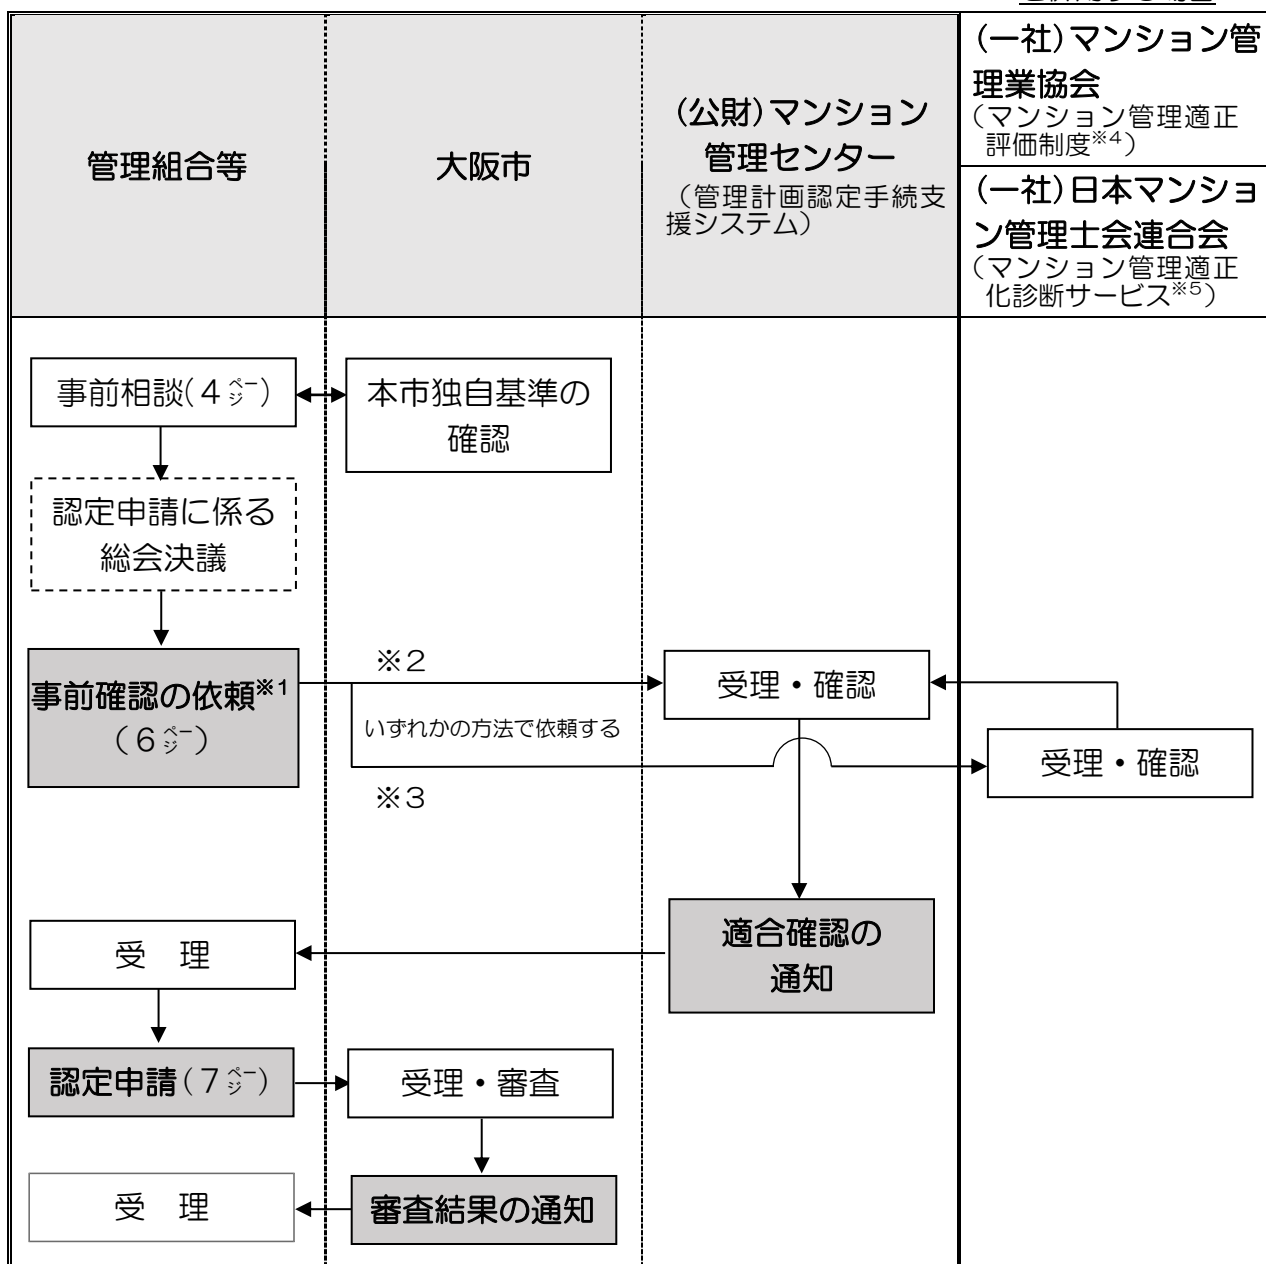 管理組合等
大阪市
(公財)マンション
管理センター
(管理計画認定手続支
援システム)
(一社)マンション管
理業協会
(マンション管理適正
評価制度※4)
(一社)日本マンショ
ン管理士会連合会
(マンション管理適正
化診断サービス※5)
事前相談(4ページ)
本市独自基準の
確認
認定申請に係る
総会決議
事前確認の依頼※1
(6ページ)
※2
いずれかの方法で依頼する
※3
受理・確認
受理・確認
適合確認の
通知
受 理
認定申請(7ページ)
受理・審査
審査結果の通知
受 理